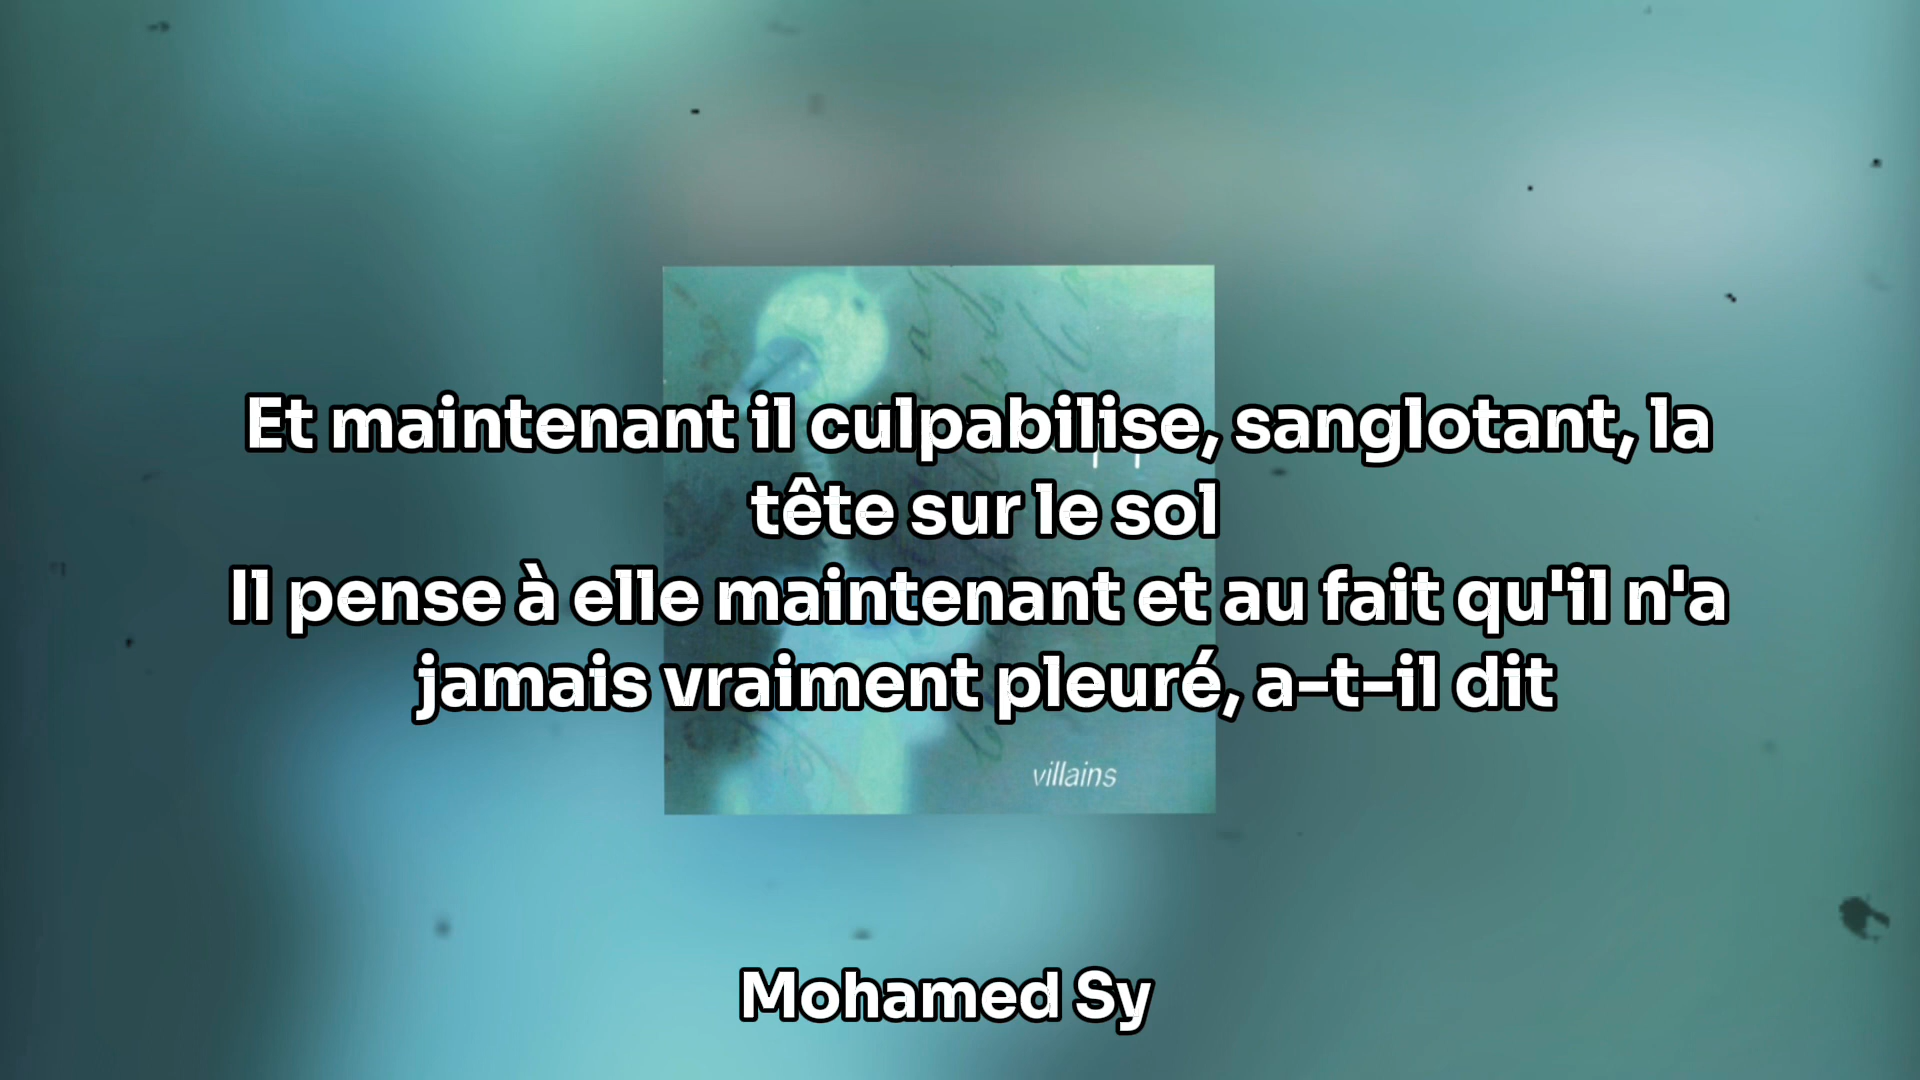 Et maintenant il culpabilise, sanglotant, la
tête sur le sol
Il pense à elle maintenant et au fait qu'il n'a
jamais vraiment pleuré, a-t-il dit
villains
Mohamed Sy